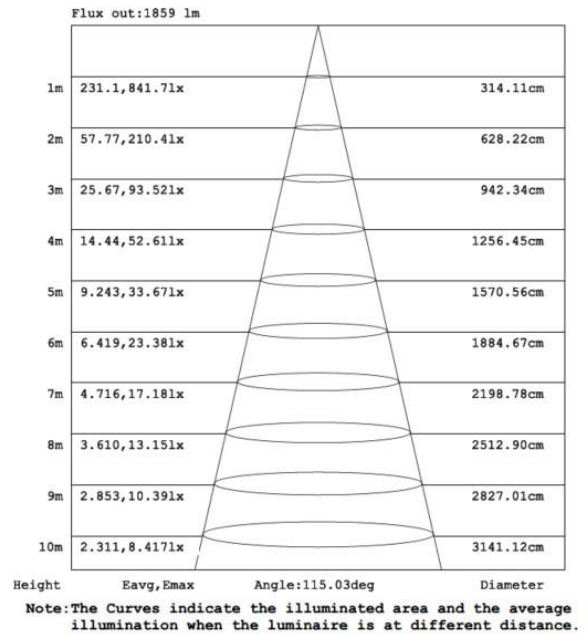 Flux out:1859 lm
1m 231.1,841.7lx 314.11cm
2m 57.77,210.4lx 628.22cm
3m 25.67,93.52lx 942.34cm
4m 14.44,52.61lx 1256.45cm
5m 9.243,33.67lx 1570.56cm
6m 6.419,23.38lx 1884.67cm
7m 4.716,17.18lx 2198.78cm
8m 3.610,13.15lx 2512.90cm
9m 2.853,10.39lx 2827.01cm
10m 2.311,8.417lx 3141.12cm
Height Eavg,Emax Angle:115.03deg Diameter
Note:The Curves indicate the illuminated area and the average
illumination when the luminaire is at different distance.